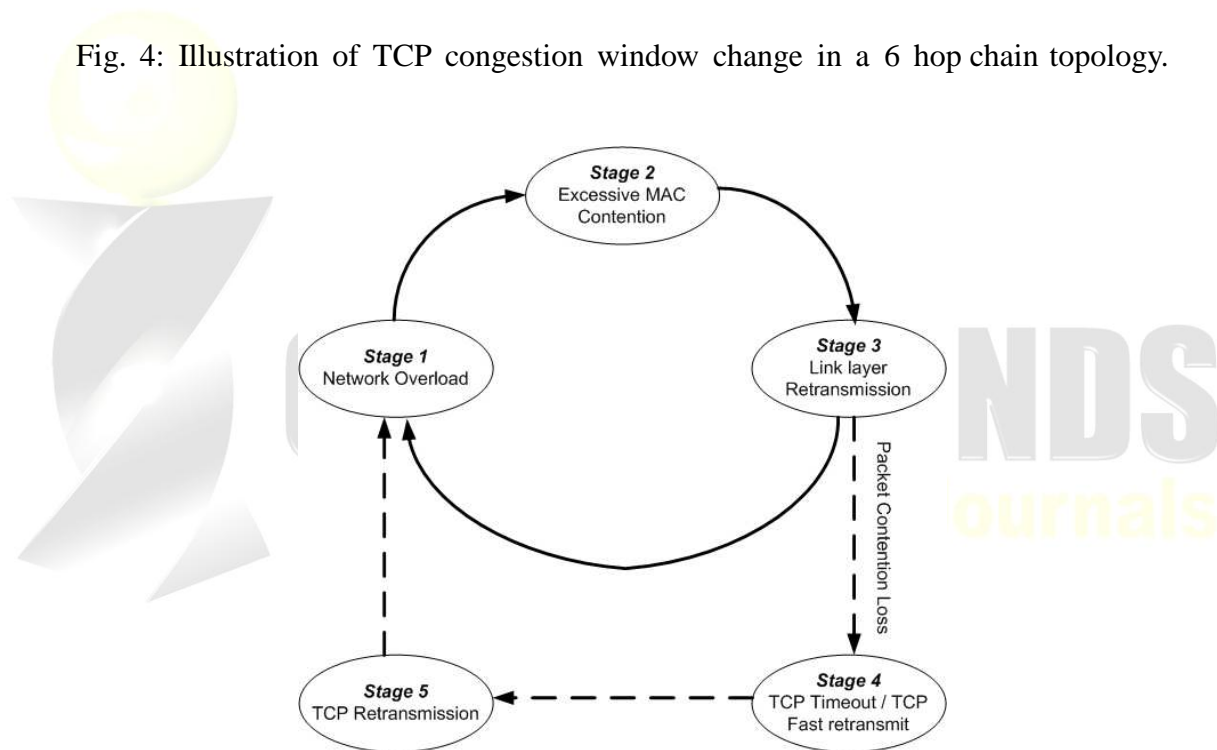 Fig. 4: Illustration of TCP congestion window change in a 6 hop chain topology.
Stage 2
Excessive MAC
Contention
Stage 1
Network Overload
Stage 3
Link layer
Retransmission
Packet Contention Loss
Stage 5
TCP Retransmission
Stage 4
TCP Timeout / TCP
Fast retransmit
NDS
ournals